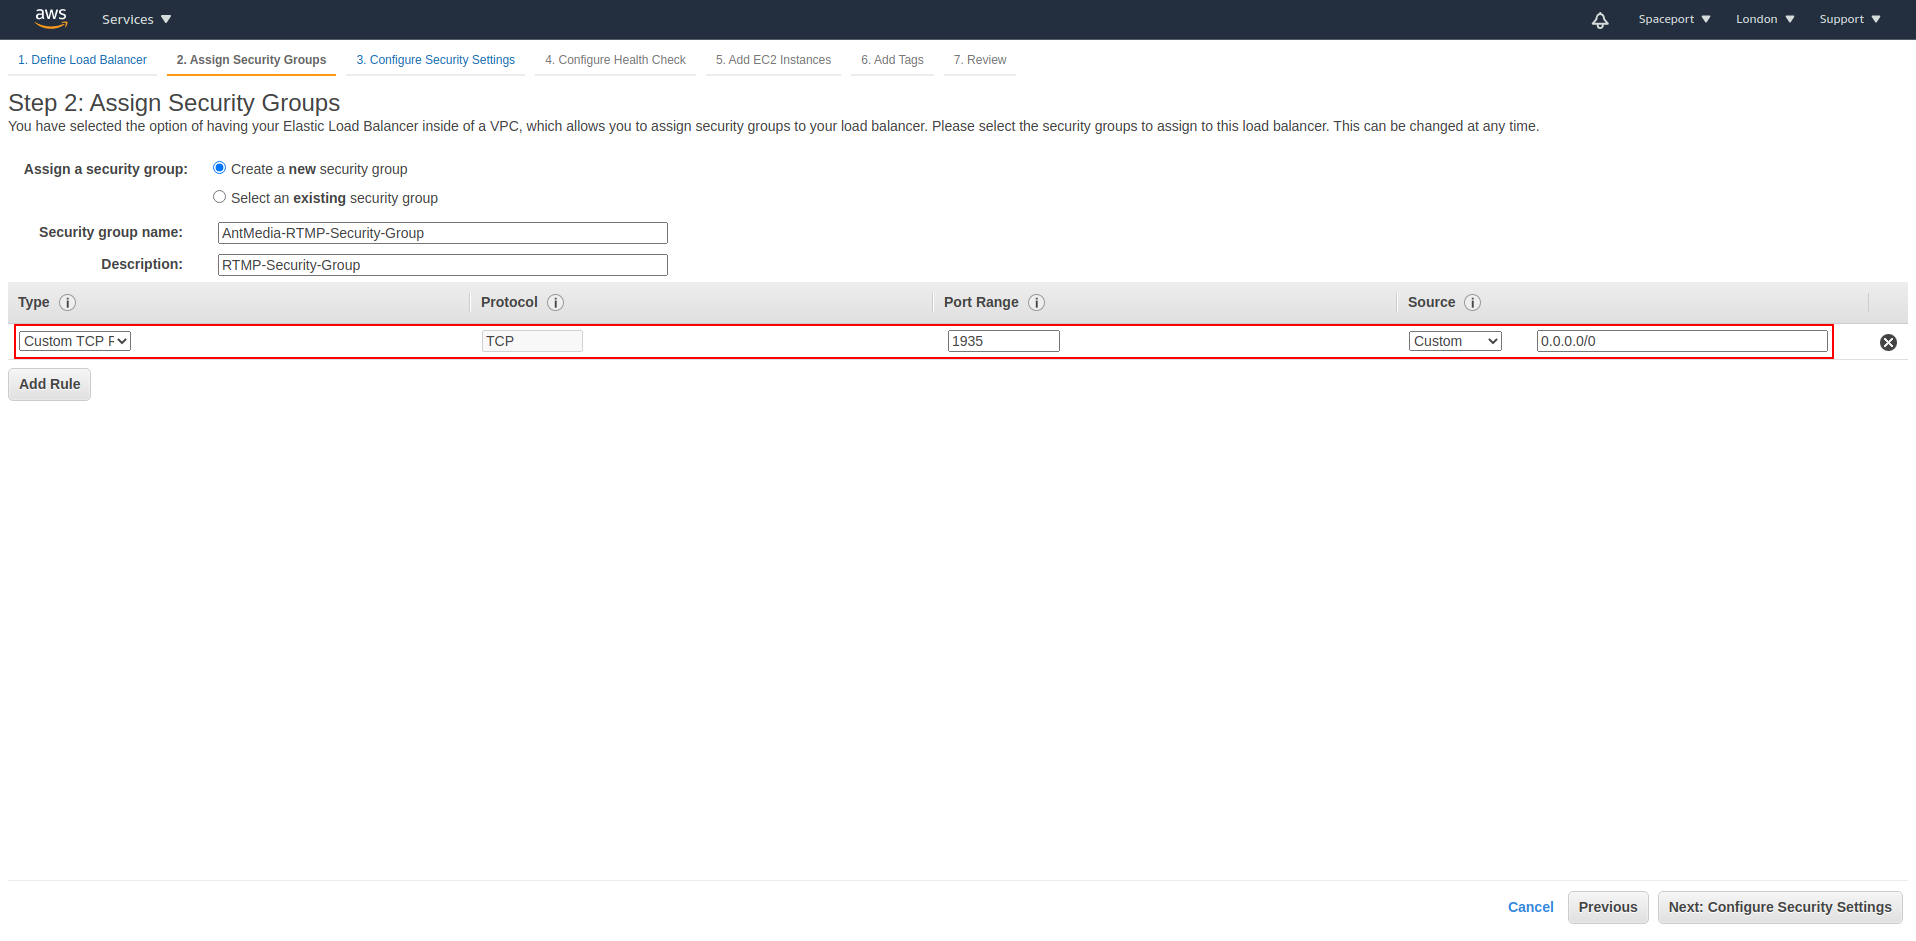 aws Services Spaceport London Support
1. Define Load Balancer 2. Assign Security Groups 3. Configure Security Settings 4. Configure Health Check 5. Add EC2 Instances 6. Add Tags 7. Review
Step 2: Assign Security Groups
You have selected the option of having your Elastic Load Balancer inside of a VPC, which allows you to assign security groups to your load balancer. Please select the security groups to assign to this load balancer. This can be changed at any time.
Assign a security group: Create a new security group
Select an existing security group
Security group name: AntMedia-RTMP-Security-Group
Description: RTMP-Security-Group
Type i Protocol i Port Range i Source i
Custom TCP F TCP 1935 Custom 0.0.0.0/0
Add Rule
Cancel Previous Next: Configure Security Settings